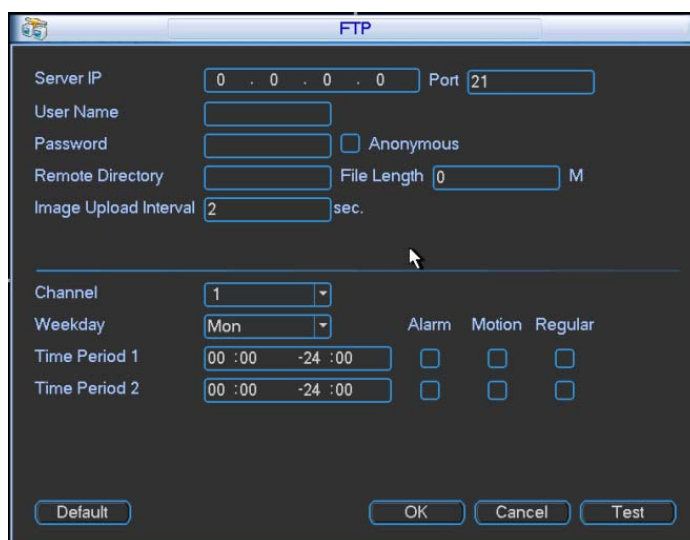 FTP
Server IP 0 . 0 . 0 . 0 Port 21
User Name
Password Anonymous
Remote Directory File Length 0 M
Image Upload Interval 2 sec.
Channel 1
Weekday Mon Alarm Motion Regular
Time Period 1 00 :00 -24 :00
Time Period 2 00 :00 -24 :00
Default OK Cancel Test